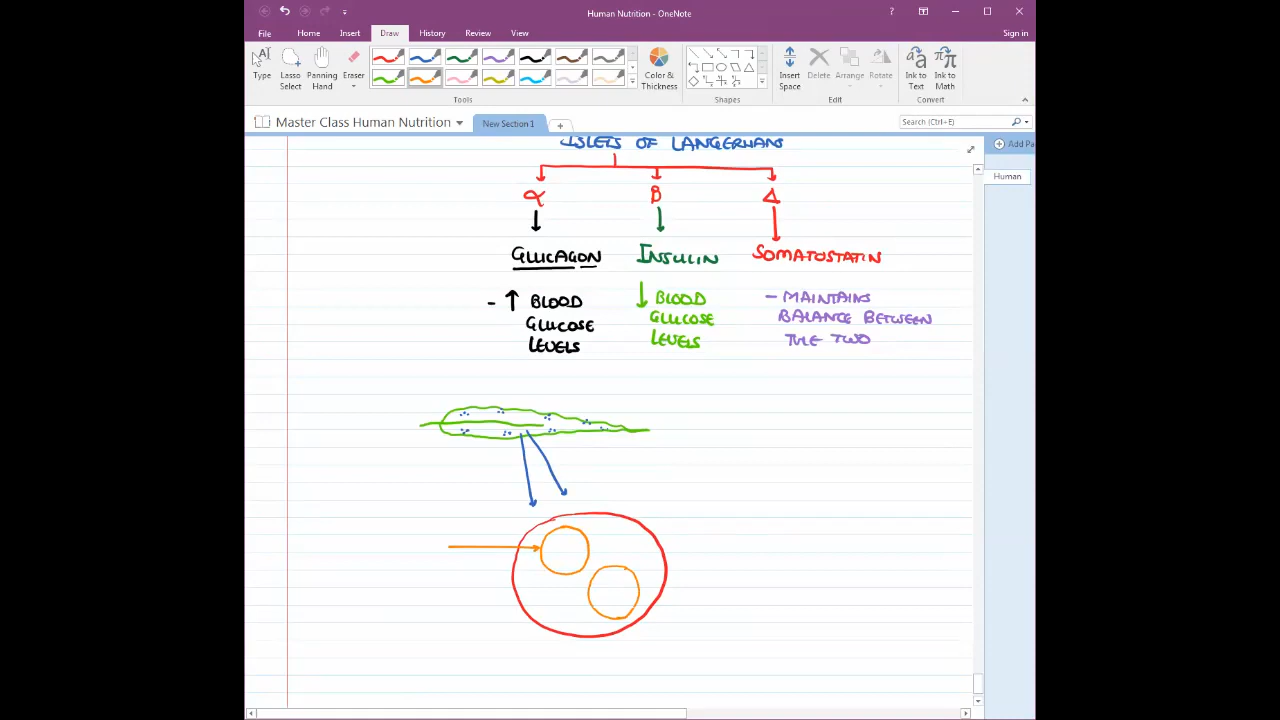 Human Nutrition - OneNote
?
File Home Insert Draw History Review View
Sign in
Type
Lasso Select
Panning Hand
Eraser
Color & Thickness
Insert Space
Delete
Arrange
Rotate
Ink to Text
Ink to Math
Tools
Shapes
Edit
Convert
Master Class Human Nutrition
New Section 1
Search (Ctrl+E)
Add Pa
Human
ISLETS OF LANGERHANS
α β Δ
GLUCAGON INSULIN SOMATOSTATIN
- ↑ BLOOD ↓ BLOOD - MAINTAINS
GLUCOSE GLUCOSE BALANCE BETWEEN
LEVELS LEVELS THE TWO